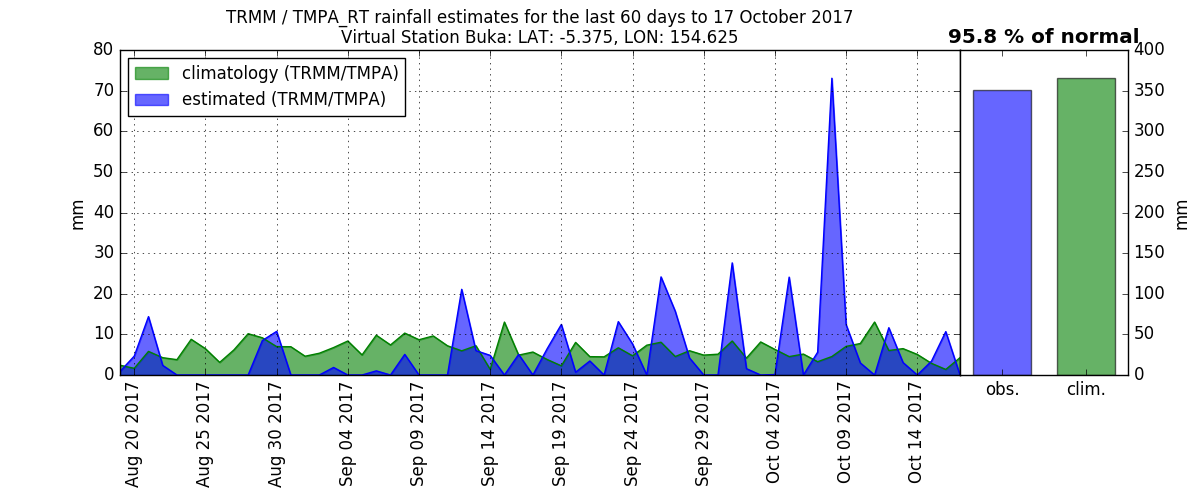 TRMM / TMPA_RT rainfall estimates for the last 60 days to 17 October 2017
Virtual Station Buka: LAT: -5.375, LON: 154.625
95.8 % of normal
climatology (TRMM/TMPA)
estimated (TRMM/TMPA)
80
70
60
50
40
30
20
10
0
mm
Aug 20 2017
Aug 25 2017
Aug 30 2017
Sep 04 2017
Sep 09 2017
Sep 14 2017
Sep 19 2017
Sep 24 2017
Sep 29 2017
Oct 04 2017
Oct 09 2017
Oct 14 2017
obs.
clim.
400
350
300
250
200
150
100
50
0
mm